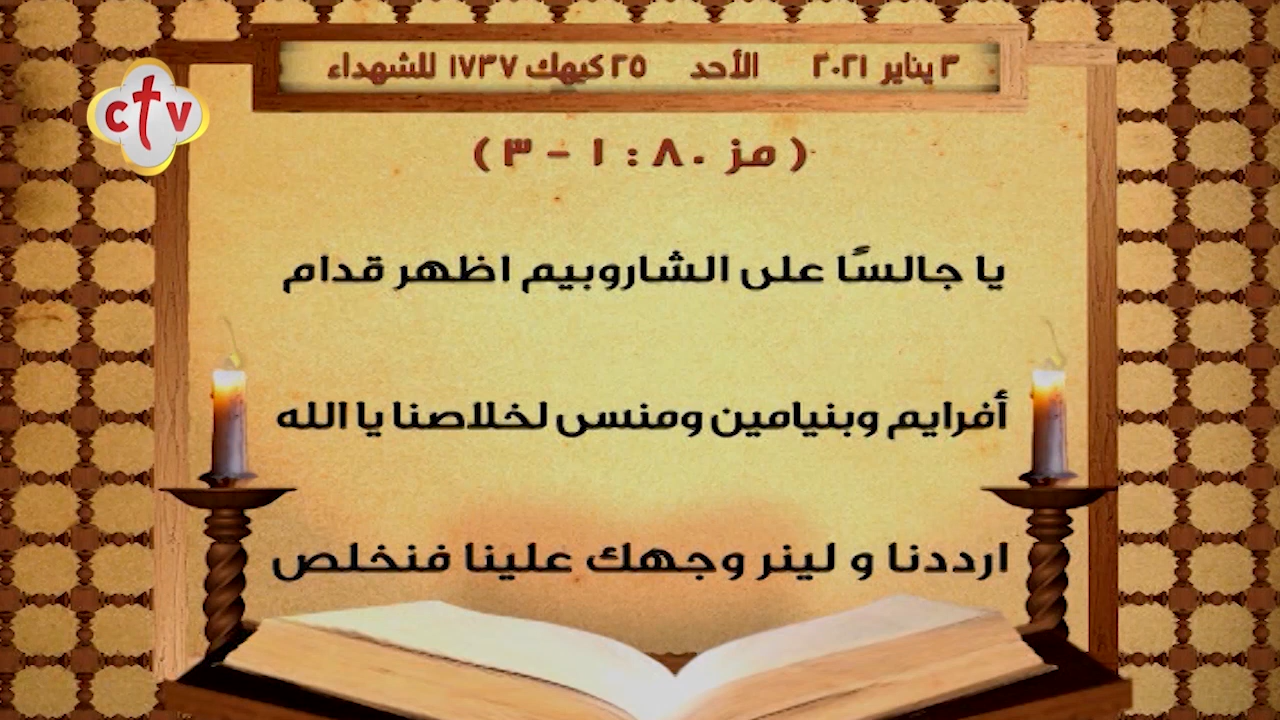 ٣ يناير ٢٠٢١ الأحد ٢٥ كيهك ١٧٣٧ للشهداء
ctv
( مز ٨٠ : ١ - ٣ )
يا جالسًا على الشاروبيم اظهر قدام
أفرايم وبنيامين ومنسى لخلاصنا يا الله
ارددنا و لينر وجهك علينا فنخلص